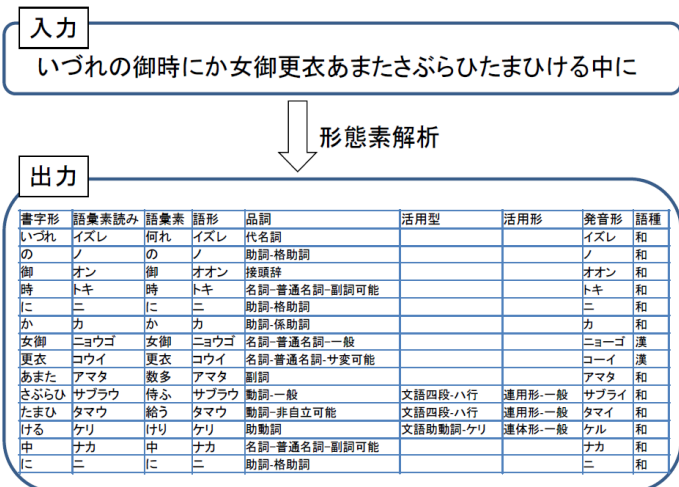 入力
いづれの御時にか女御更衣あまたさぶらひたまひける中に
形態素解析
出力
書字形 語彙素読み 語彙素 語形 品詞 活用型 活用形 発音形 語種
いづれ イズレ 何れ イズレ 代名詞 イズレ 和
の ノ の ノ 助詞-格助詞 ノ 和
御 オン 御 オオン 接頭辞 オオン 和
時 トキ 時 トキ 名詞-普通名詞-副詞可能 トキ 和
に ニ に ニ 助詞-格助詞 ニ 和
か カ か カ 助詞-係助詞 カ 和
女御 ニョウゴ 女御 ニョウゴ 名詞-普通名詞-一般 ニョーゴ 漢
更衣 コウイ 更衣 コウイ 名詞-普通名詞-サ変可能 コーイ 漢
あまた アマタ 数多 アマタ 副詞 アマタ 和
さぶらひ サブラウ 侍ふ サブラウ 動詞-一般 文語四段-ハ行 連用形-一般 サブライ 和
たまひ タマウ 給う タマウ 動詞-非自立可能 文語四段-ハ行 連用形-一般 タマイ 和
ける ケリ けり ケリ 助動詞 文語助動詞-ケリ 連体形-一般 ケル 和
中 ナカ 中 ナカ 名詞-普通名詞-副詞可能 ナカ 和
に ニ に ニ 助詞-格助詞 ニ 和